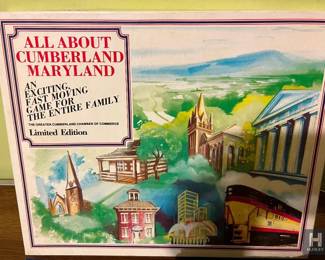 ALL ABOUT
CUMBERLAND
MARYLAND
AN
EXCITING,
FAST MOVING
GAME FOR
THE ENTIRE FAMILY
THE GREATER CUMBERLAND CHAMBER OF COMMERCE
Limited Edition
H